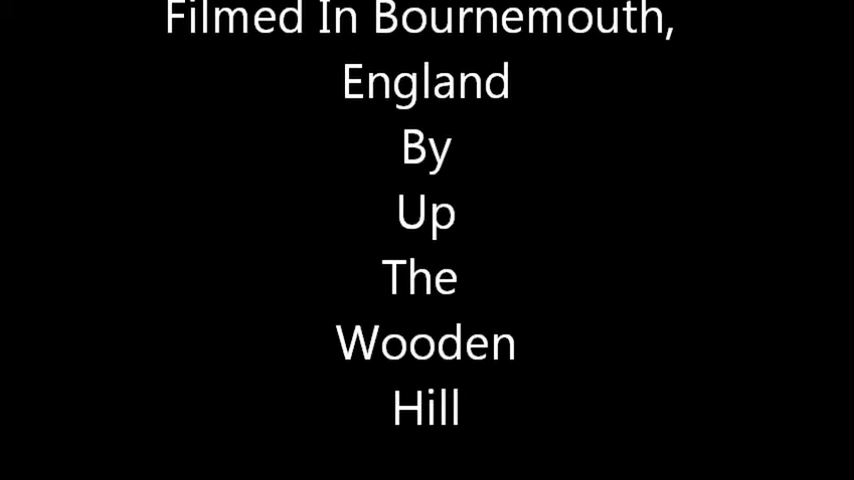 Filmed In Bournemouth,
England
By
Up
The
Wooden
Hill